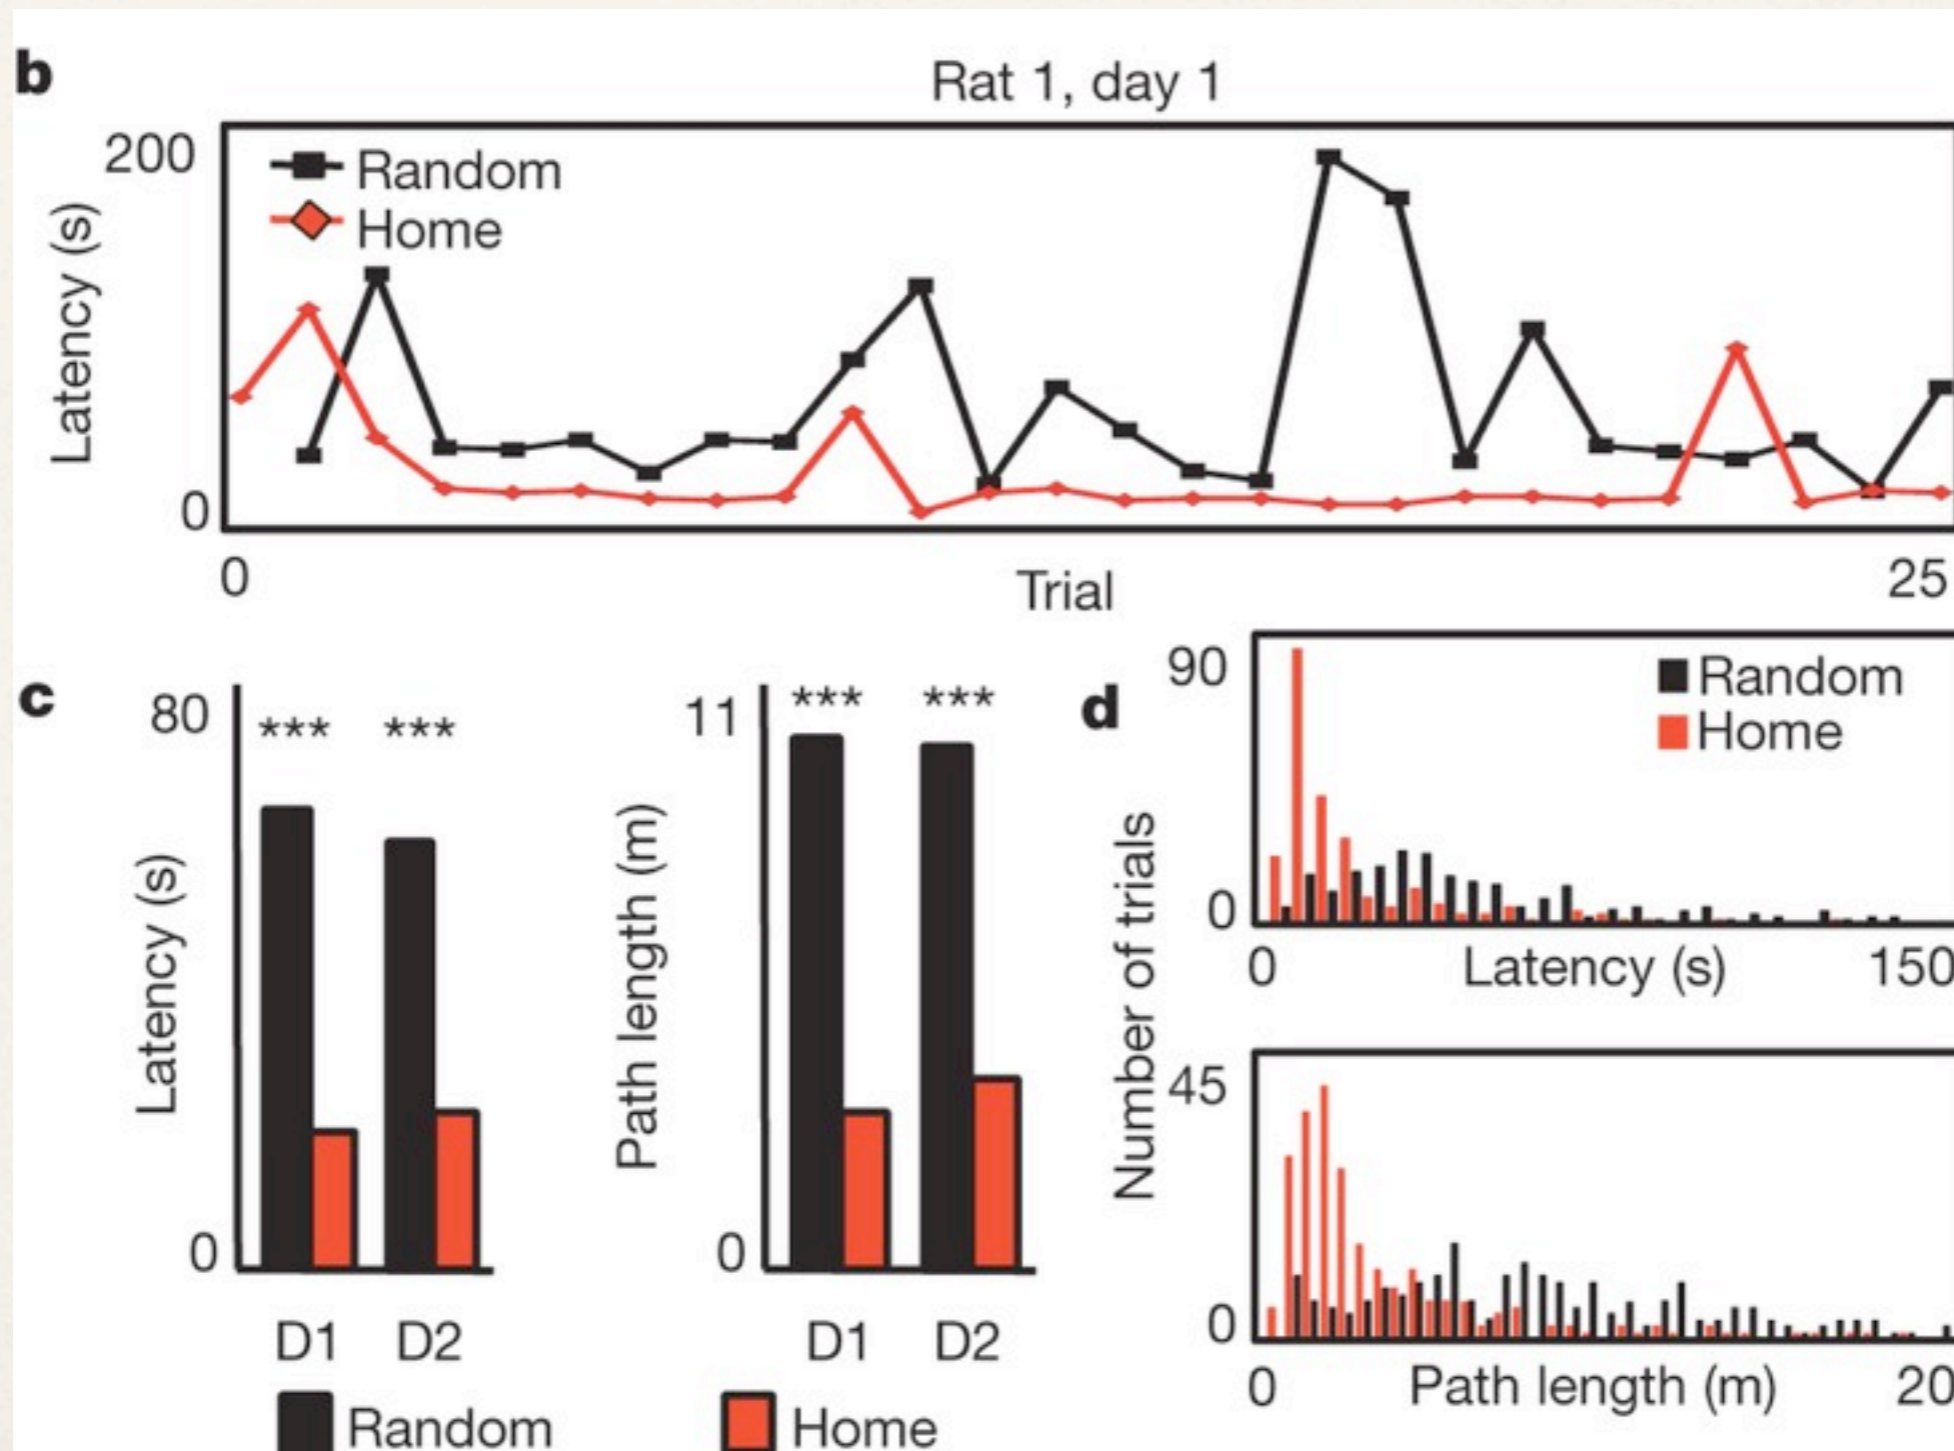 b
Rat 1, day 1
200
Random
Home
Latency (s)
0
0
Trial
25
c
80
*** ***
Latency (s)
0
D1 D2
11
*** ***
Path length (m)
0
D1 D2
Random
Home
d
90
Random
Home
Number of trials
0
0
Latency (s)
150
45
0
0
Path length (m)
20